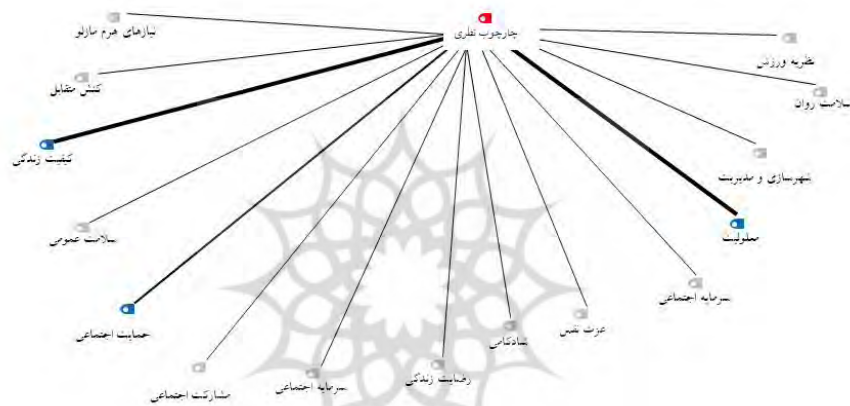 نیازهای هرم مازلو
چارچوب نظری
نظریه ورزش
کنش متقابل
سلامت روان
کیفیت زندگی
شهرسازی و مدیریت
سلامت عمومی
معلولیت
حمایت اجتماعی
سرمایه اجتماعی
عزت نفس
شادکامی
رضایت زندگی
سرمایه اجتماعی
مشارکت اجتماعی